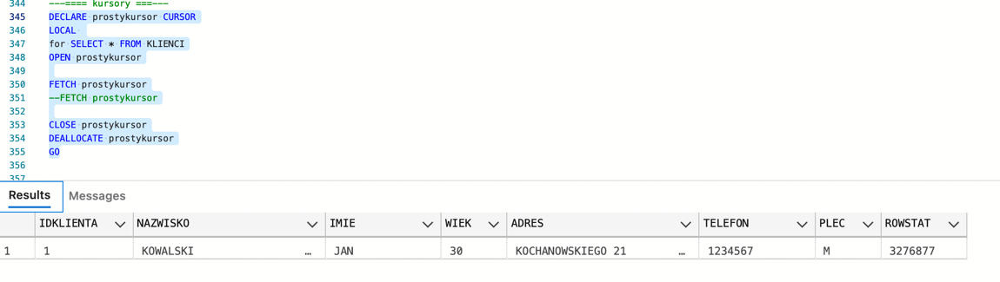 344 ---==== kursory ===---
345 DECLARE prostykursor CURSOR
346 LOCAL
347 for SELECT * FROM KLIENCI
348 OPEN prostykursor
349
350 FETCH prostykursor
351 --FETCH prostykursor
352
353 CLOSE prostykursor
354 DEALLOCATE prostykursor
355 GO
356
357
Results Messages
IDKLIENTA NAZWISKO IMIE WIEK ADRES TELEFON PLEC ROWSTAT
1 1 KOWALSKI … JAN 30 KOCHANOWSKIEGO 21 … 1234567 M 3276877